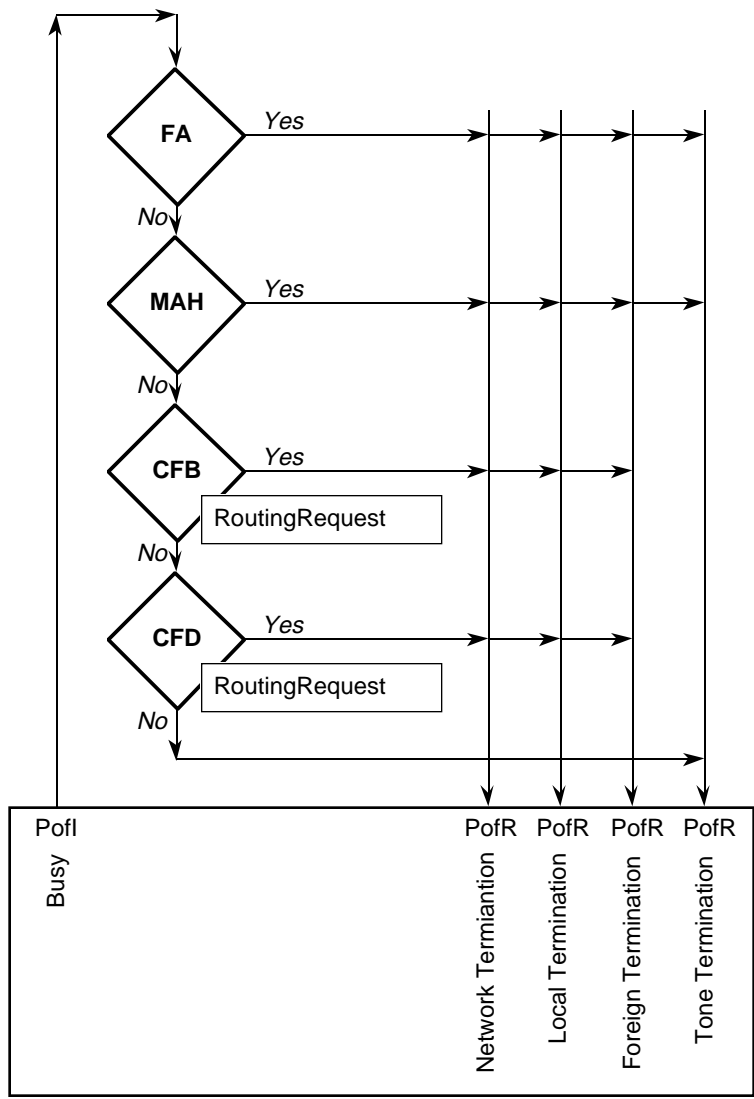 FA
Yes
No
MAH
Yes
No
CFB
Yes
RoutingRequest
No
CFD
Yes
RoutingRequest
No
PofI
PofR
PofR
PofR
PofR
Busy
Network Termiantion
Local Termination
Foreign Termination
Tone Termination